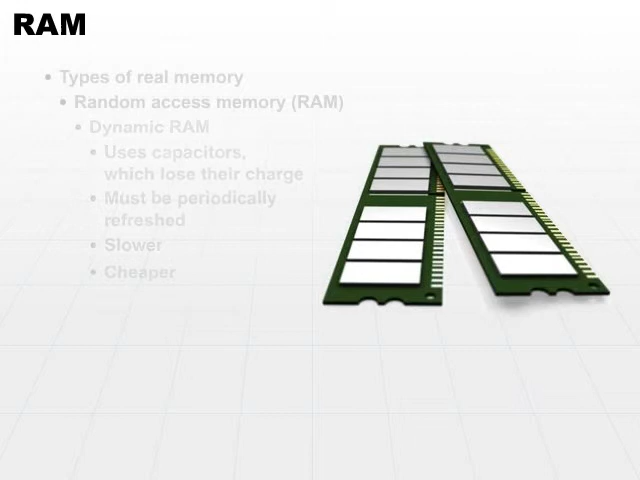 RAM
• Types of real memory
• Random access memory (RAM)
• Dynamic RAM
• Uses capacitors,
which lose their charge
• Must be periodically
refreshed
• Slower
• Cheaper